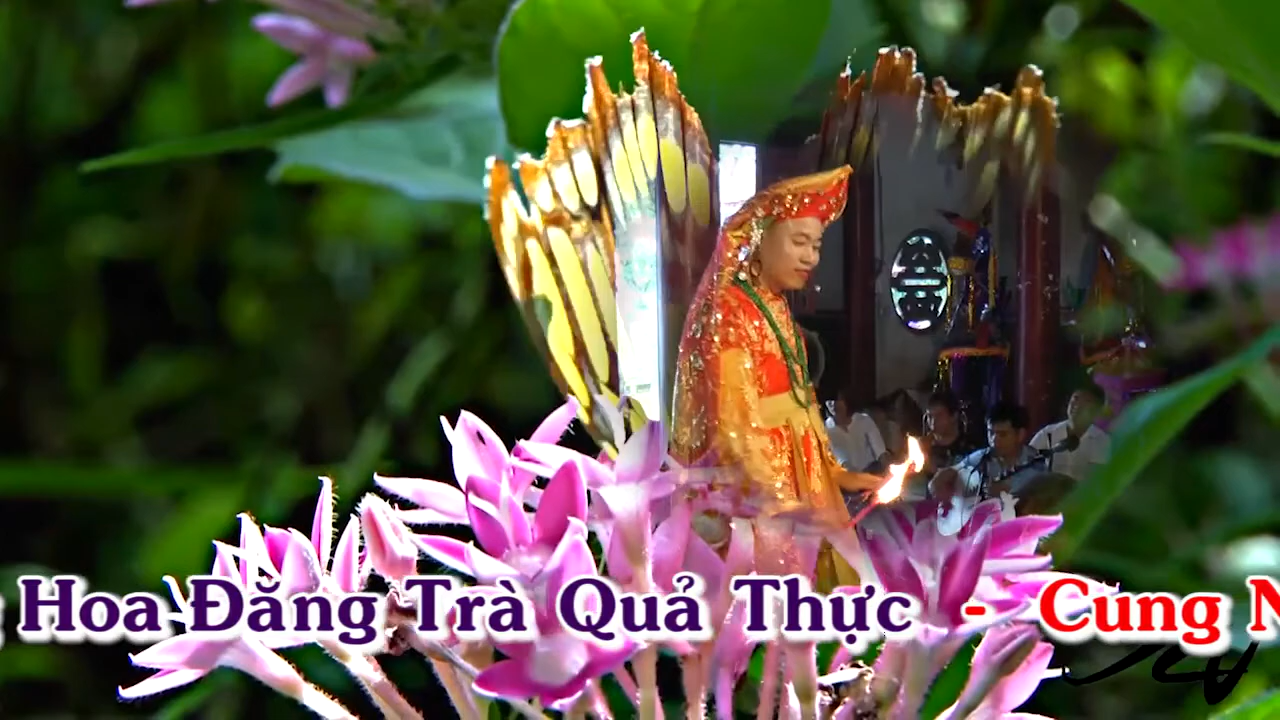 Hoa Đăng Trà Quả Thực - Cung N